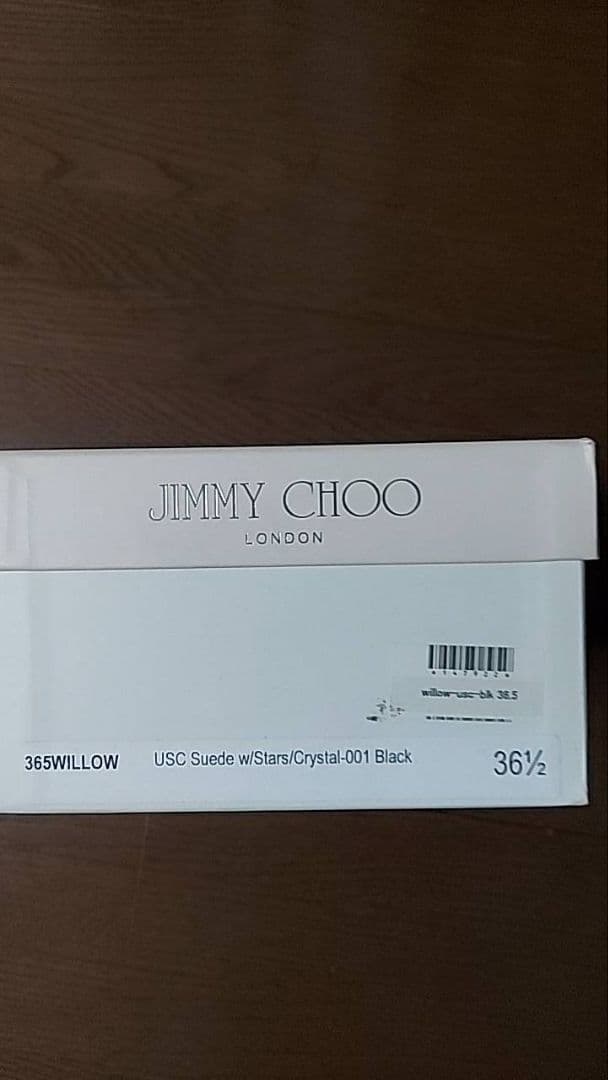 JIMMY CHOO
LONDON
willow-usc-blk 36.5
365WILLOW USC Suede w/Stars/Crystal-001 Black 36½